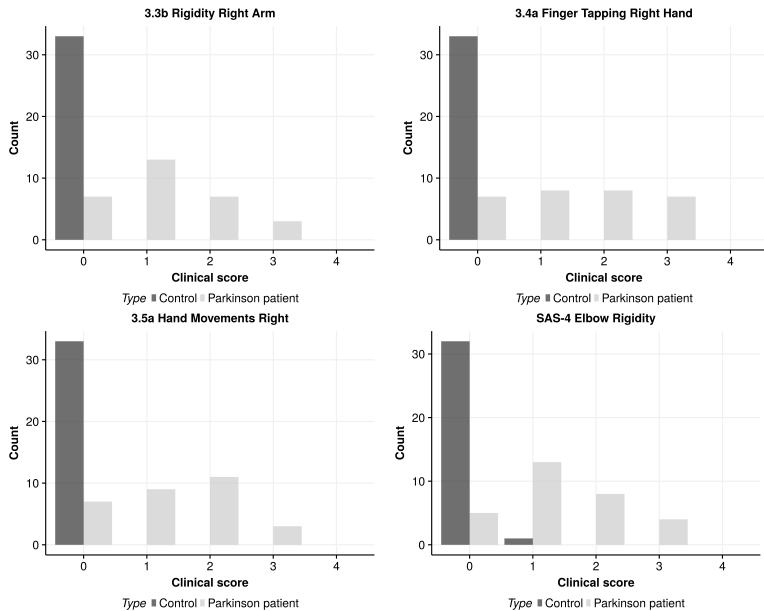 3.3b Rigidity Right Arm
30
20
10
0
Count
0 1 2 3 4
Clinical score
Type Control Parkinson patient
3.4a Finger Tapping Right Hand
30
20
10
0
Count
0 1 2 3 4
Clinical score
Type Control Parkinson patient
3.5a Hand Movements Right
30
20
10
0
Count
0 1 2 3 4
Clinical score
Type Control Parkinson patient
SAS-4 Elbow Rigidity
30
20
10
0
Count
0 1 2 3 4
Clinical score
Type Control Parkinson patient